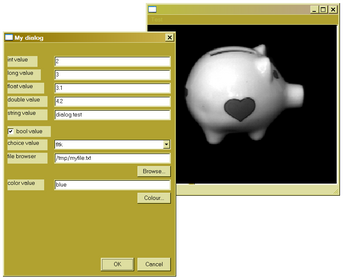 My dialog
int value
2
long value
3
float value
3.1
double value
4.2
string value
dialog test
bool value
choice value
fltk
file browser
/tmp/myfile.txt
Browse...
color value
blue
Colour...
OK
Cancel